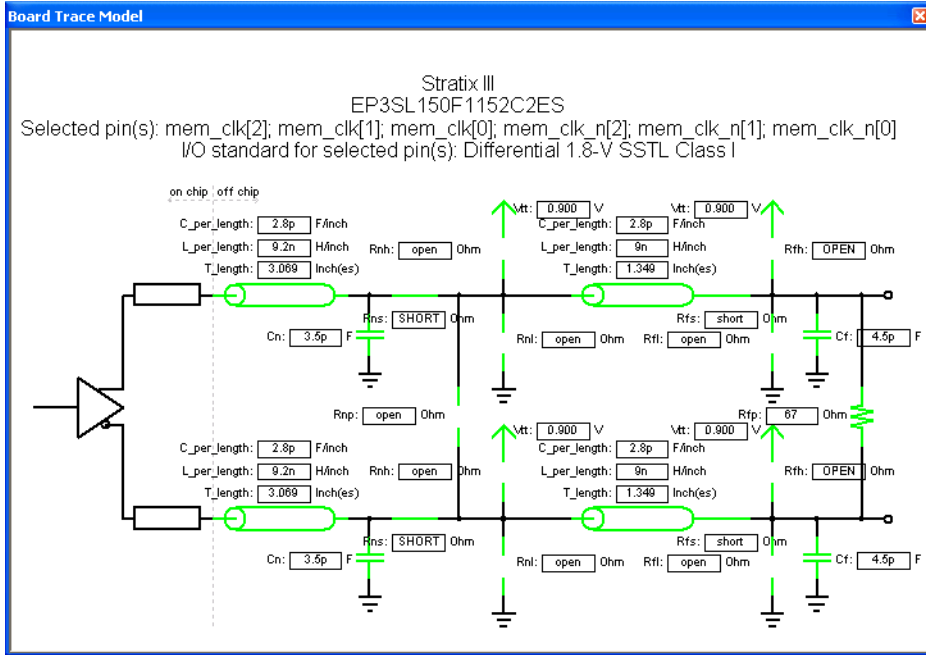 Board Trace Model
Stratix III
EP3SL150F1152C2ES
Selected pin(s): mem_clk[2]; mem_clk[1]; mem_clk[0]; mem_clk_n[2]; mem_clk_n[1]; mem_clk_n[0]
I/O standard for selected pin(s): Differential 1.8-V SSTL Class I
on chip off chip
Vtt: 0.900 V Vtt: 0.900 V
C_per_length: 2.8p F/inch C_per_length: 2.8p F/inch
L_per_length: 9.2n H/inch Rnh: open Ohm L_per_length: 9n H/inch Rfh: OPEN Ohm
T_length: 3.069 Inch(es) T_length: 1.349 Inch(es)
Rns: SHORT Ohm Rfs: short Ohm
Cn: 3.5p F Rnl: open Ohm Rfl: open Ohm Cf: 4.5p F
Rnp: open Ohm Rfp: 67 Ohm
Vtt: 0.900 V Vtt: 0.900 V
C_per_length: 2.8p F/inch C_per_length: 2.8p F/inch
L_per_length: 9.2n H/inch Rnh: open Ohm L_per_length: 9n H/inch Rfh: OPEN Ohm
T_length: 3.069 Inch(es) T_length: 1.349 Inch(es)
Rns: SHORT Ohm Rfs: short Ohm
Cn: 3.5p F Rnl: open Ohm Rfl: open Ohm Cf: 4.5p F